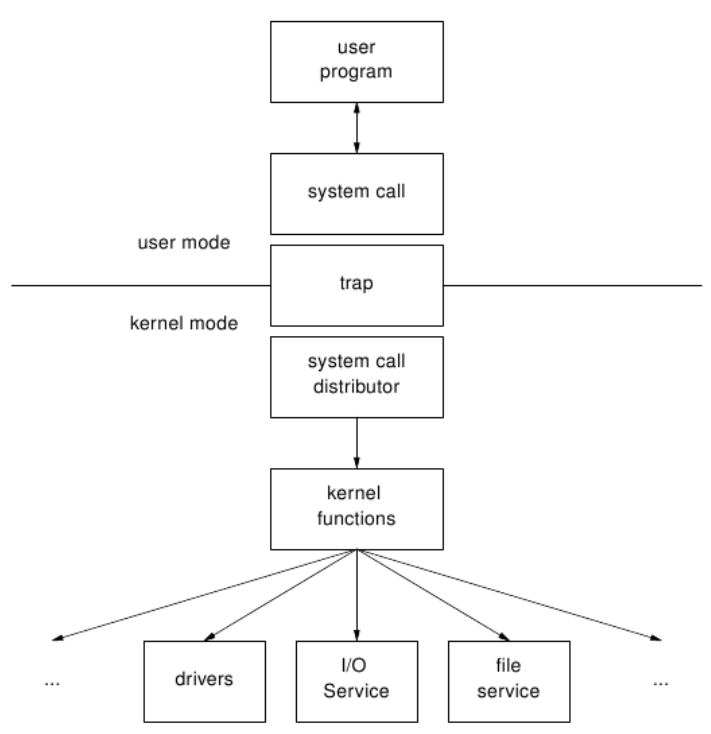 user
program
system call
user mode
trap
kernel mode
system call
distributor
kernel
functions
...
drivers
I/O
Service
file
service
...